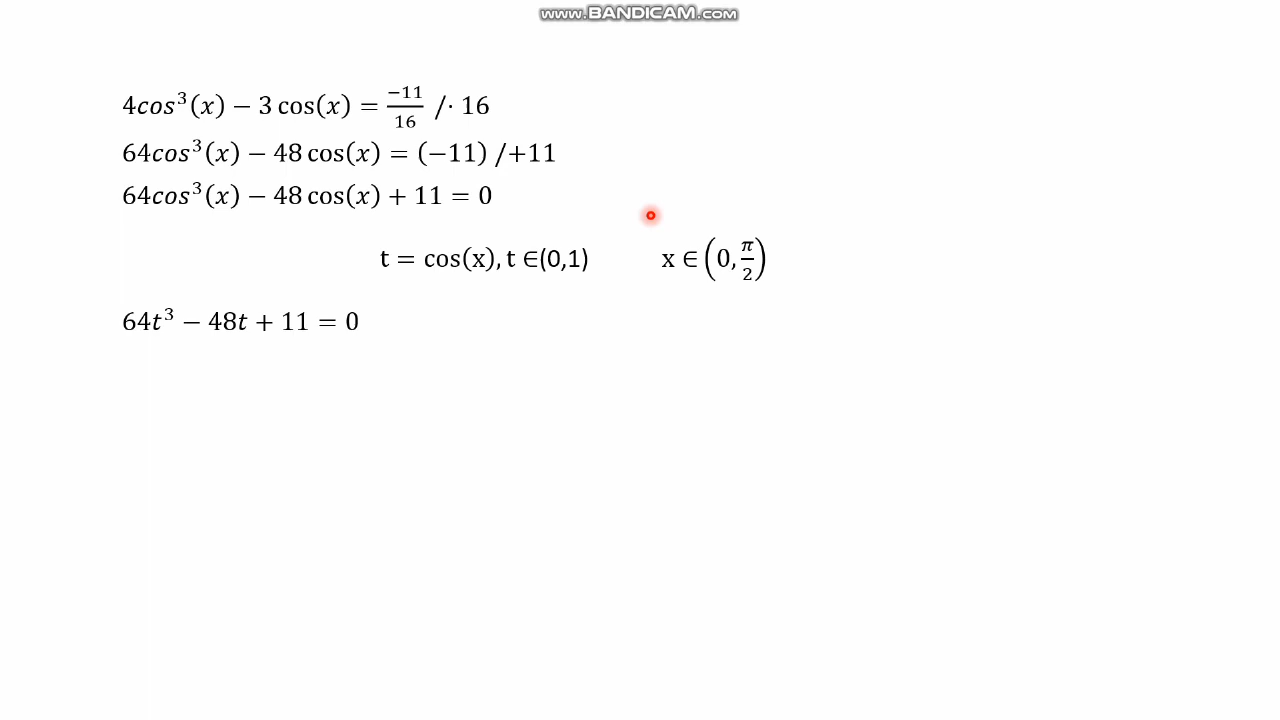 www.BANDICAM.com
4cos³(x) − 3 cos(x) = −11/16 /· 16
64cos³(x) − 48 cos(x) = (−11) /+11
64cos³(x) − 48 cos(x) + 11 = 0
t = cos(x), t ∈(0,1) x ∈ (0, π/2)
64t³ − 48t + 11 = 0